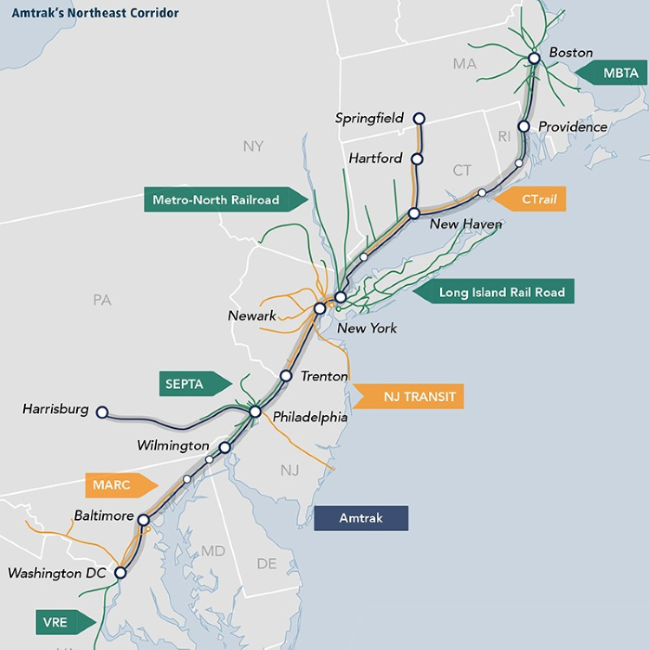 Amtrak's Northeast Corridor
Boston
MA
MBTA
Springfield
Providence
RI
NY
Hartford
CT
Metro-North Railroad
CTrail
New Haven
Long Island Rail Road
PA
Newark
New York
Trenton
SEPTA
NJ TRANSIT
Harrisburg
Philadelphia
Wilmington
NJ
MARC
Baltimore
Amtrak
MD
DE
Washington DC
VRE